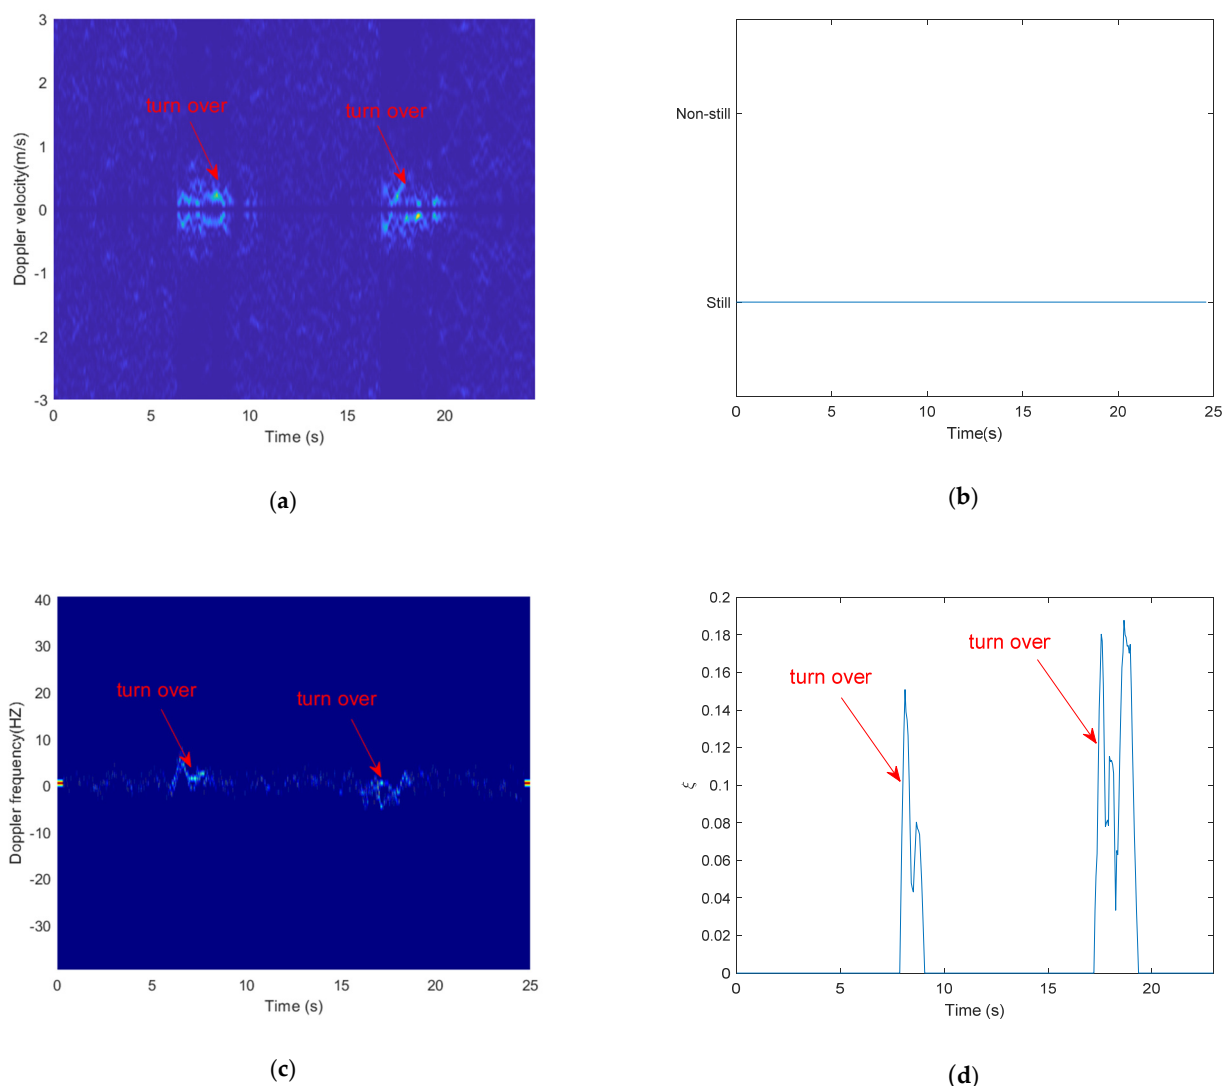 3
2
1
0
-1
-2
-3
Doppler velocity(m/s)
turn over
turn over
0
5
10
15
20
Time (s)
(a)
Non-still
Still
0
5
10
15
20
25
Time(s)
(b)
40
30
20
10
0
-10
-20
-30
Doppler frequency(HZ)
turn over
turn over
0
5
10
15
20
25
Time (s)
(c)
0.2
0.18
0.16
0.14
0.12
0.1
0.08
0.06
0.04
0.02
0
ξ
turn over
turn over
0
5
10
15
20
Time (s)
(d)